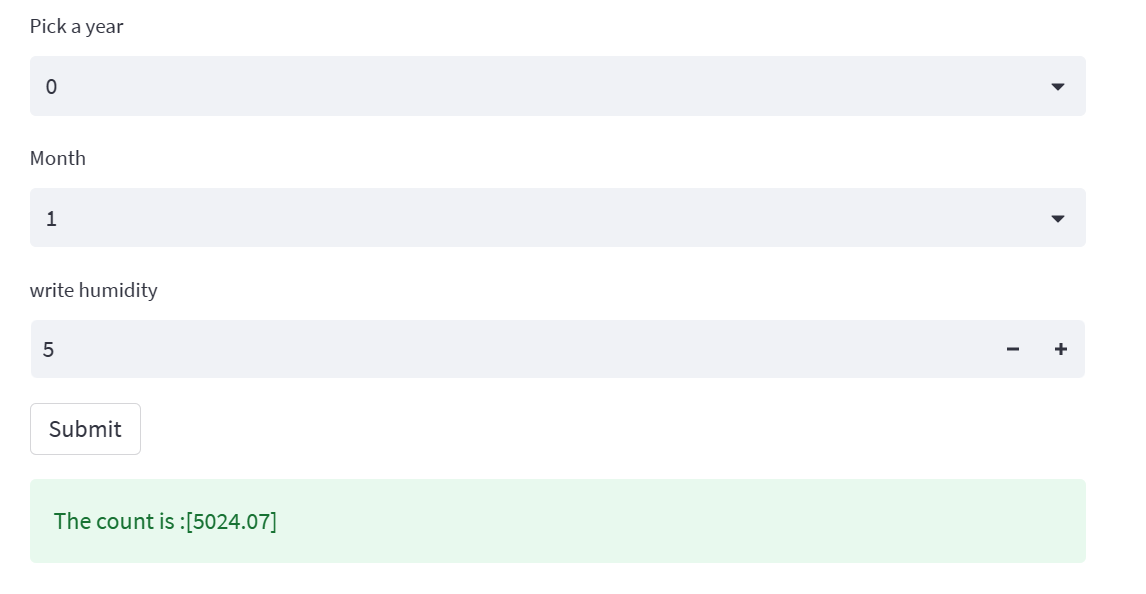 Pick a year
0
Month
1
write humidity
5
Submit
The count is :[5024.07]